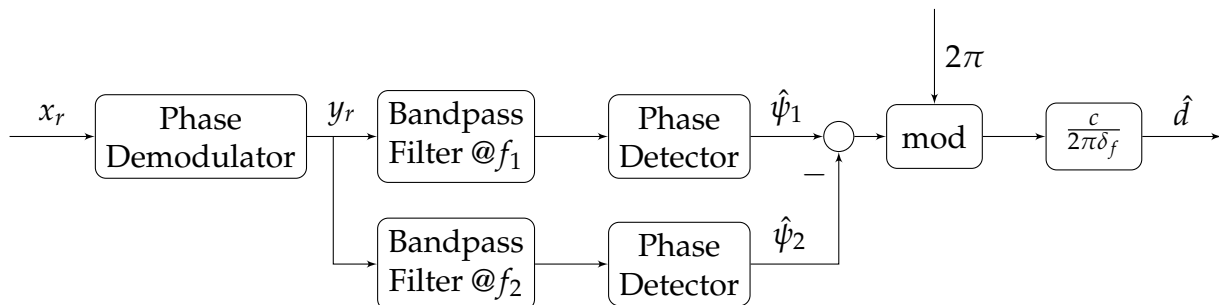 2π
x_r
Phase
Demodulator
y_r
Bandpass
Filter @f_1
Phase
Detector
ψ̂_1
−
mod
c
2πδ_f
d̂
Bandpass
Filter @f_2
Phase
Detector
ψ̂_2